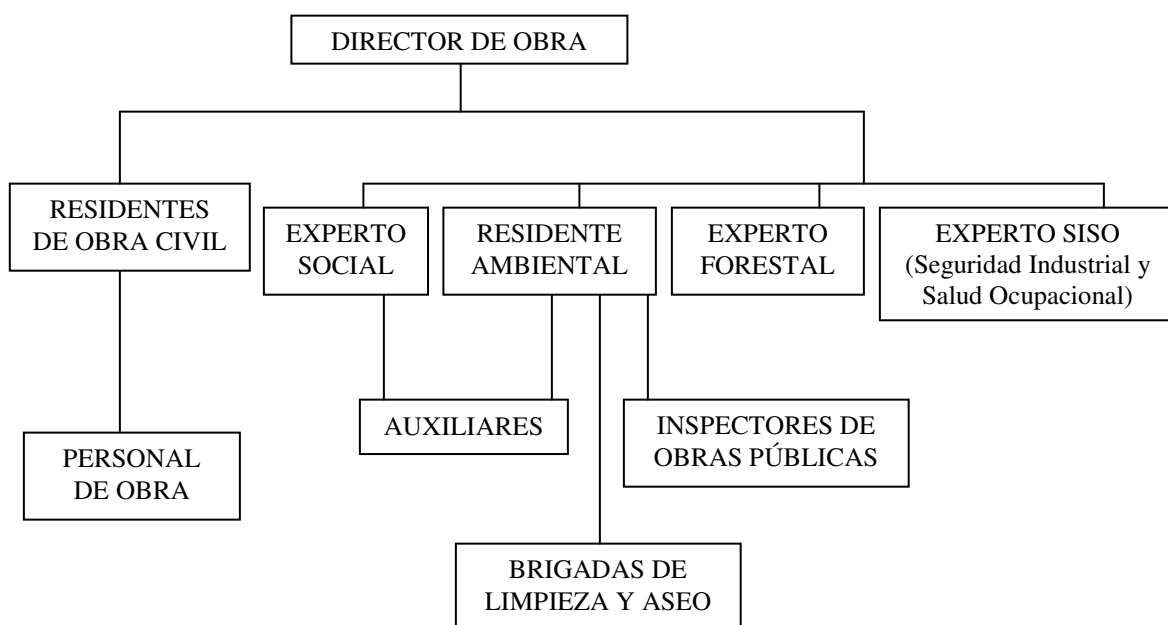 DIRECTOR DE OBRA
RESIDENTES
DE OBRA CIVIL
EXPERTO
SOCIAL
RESIDENTE
AMBIENTAL
EXPERTO
FORESTAL
EXPERTO SISO
(Seguridad Industrial y
Salud Ocupacional)
AUXILIARES
INSPECTORES DE
OBRAS PÚBLICAS
PERSONAL
DE OBRA
BRIGADAS DE
LIMPIEZA Y ASEO